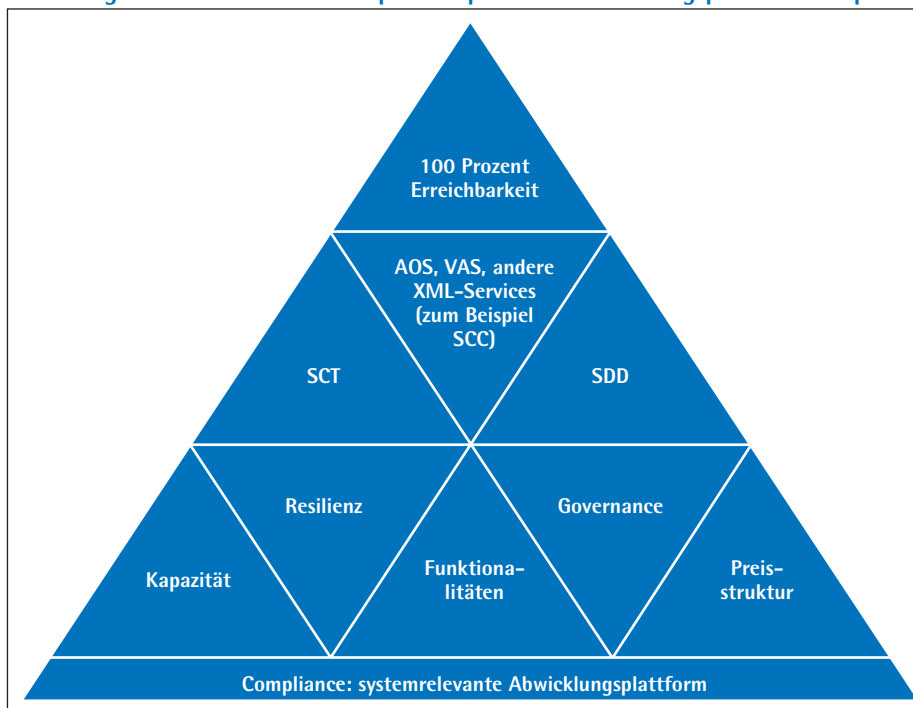 100 Prozent
Erreichbarkeit
AOS, VAS, andere
XML-Services
(zum Beispiel
SCC)
SCT
SDD
Resilienz
Governance
Kapazität
Funktiona-
litäten
Preis-
struktur
Compliance: systemrelevante Abwicklungsplattform